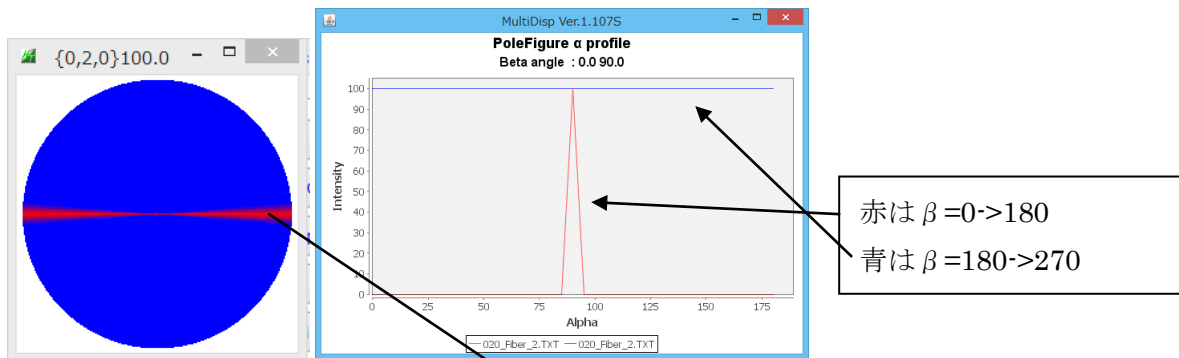 {0,2,0}100.0
MultiDisp Ver.1.107S
PoleFigure α profile
Beta angle : 0.0 90.0
Intensity
100
90
80
70
60
50
40
30
20
10
0
0 25 50 75 100 125 150 175
Alpha
020_Fiber_2.TXT 020_Fiber_2.TXT
赤はβ=0->180
青はβ=180->270